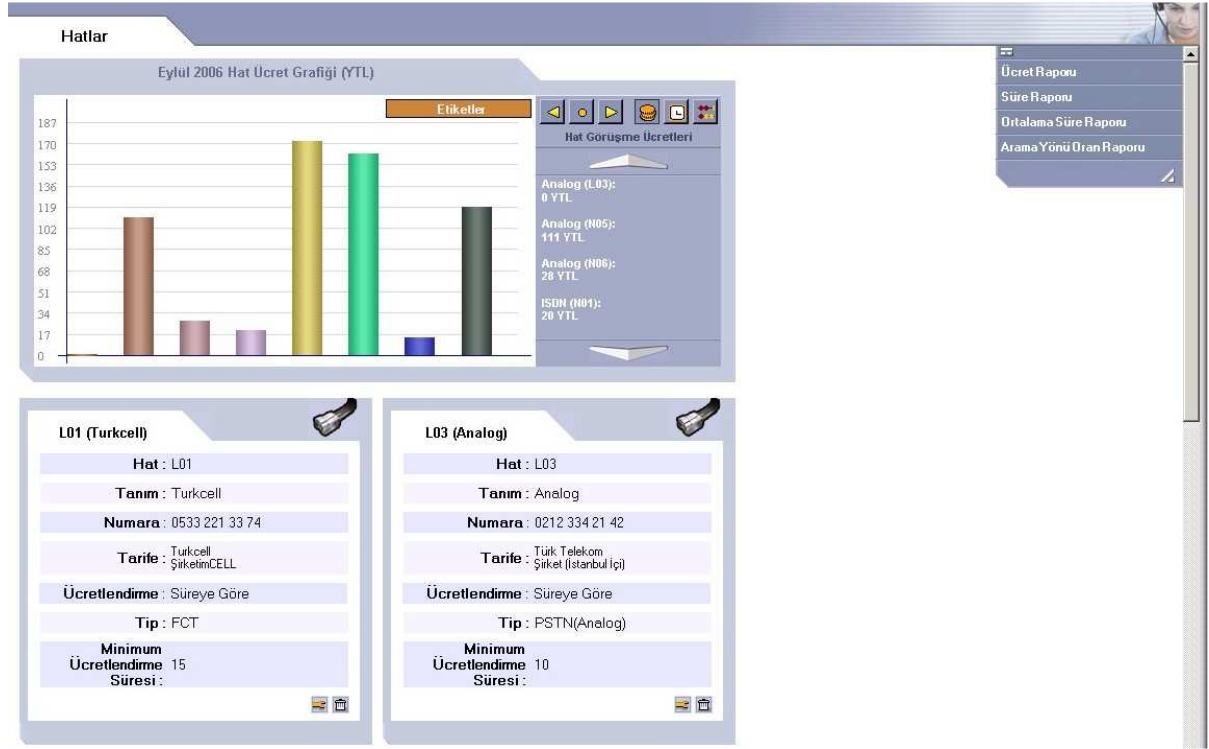 Hatlar
Eylül 2006 Hat Ücret Grafiği (YTL)
Etiketler
187
170
153
136
119
102
85
68
51
34
17
0
Hat Görüşme Ücretleri
Analog (L03):
0 YTL
Analog (N05):
111 YTL
Analog (N06):
28 YTL
ISDN (N01):
20 YTL
Ücret Raporu
Süre Raporu
Ortalama Süre Raporu
Arama Yönü Oran Raporu
L01 (Turkcell)
Hat : L01
Tanım : Turkcell
Numara : 0533 221 33 74
Tarife : Turkcell
ŞirketimCELL
Ücretlendirme : Süreye Göre
Tip : FCT
Minimum
Ücretlendirme 15
Süresi :
L03 (Analog)
Hat : L03
Tanım : Analog
Numara : 0212 334 21 42
Tarife : Türk Telekom
Şirket (İstanbul İçi)
Ücretlendirme : Süreye Göre
Tip : PSTN(Analog)
Minimum
Ücretlendirme 10
Süresi :